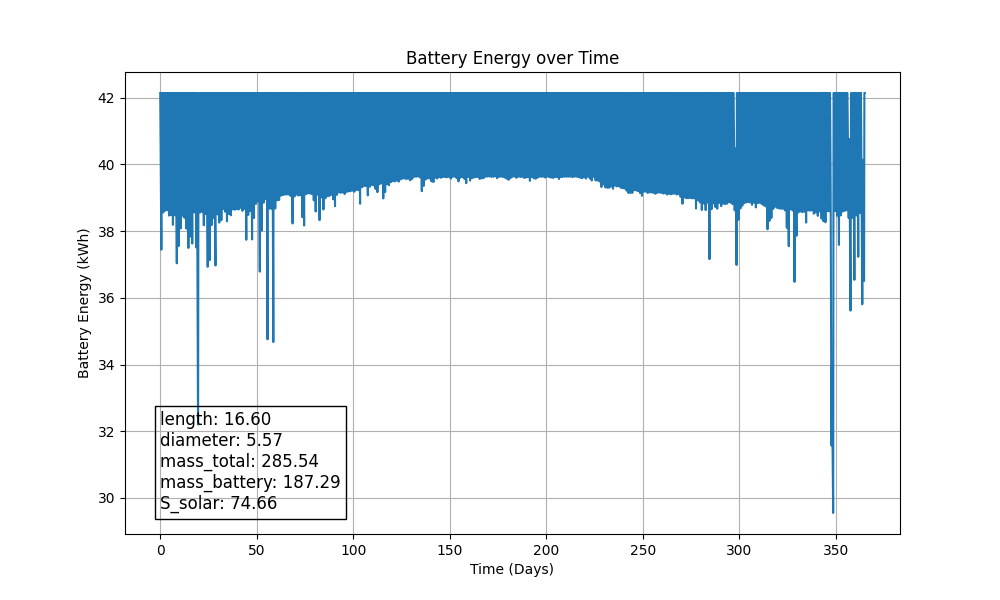 Battery Energy over Time
42
40
38
36
34
32
30
Battery Energy (kWh)
length: 16.60
diameter: 5.57
mass_total: 285.54
mass_battery: 187.29
S_solar: 74.66
0 50 100 150 200 250 300 350
Time (Days)